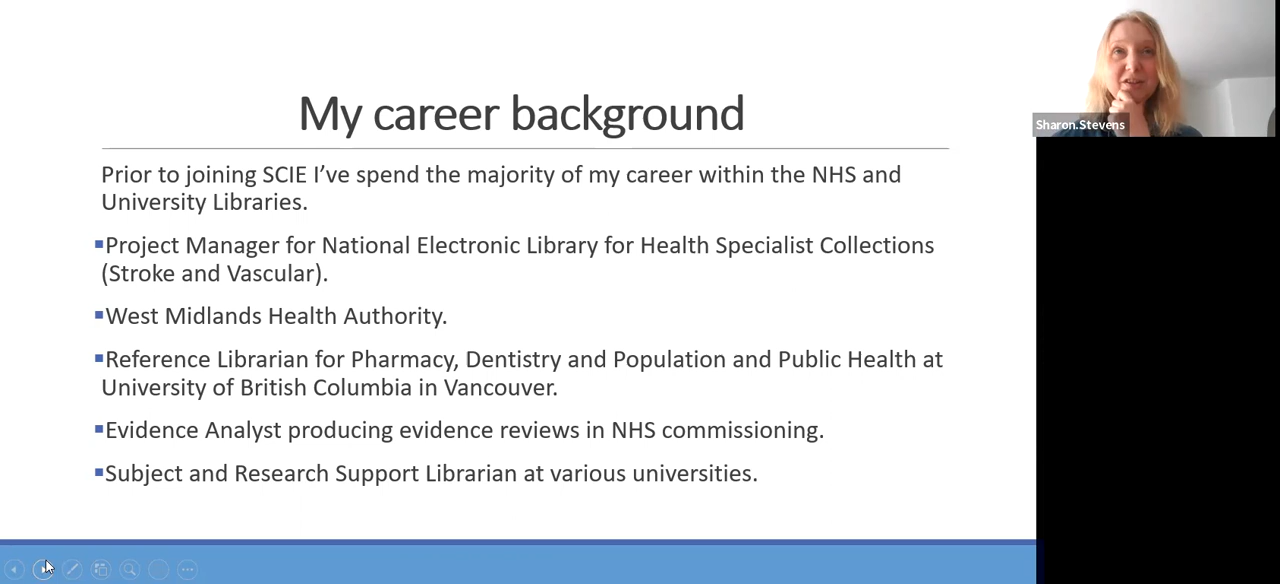 My career background
Sharon.Stevens
Prior to joining SCIE I’ve spend the majority of my career within the NHS and
University Libraries.
▪Project Manager for National Electronic Library for Health Specialist Collections
(Stroke and Vascular).
▪West Midlands Health Authority.
▪Reference Librarian for Pharmacy, Dentistry and Population and Public Health at
University of British Columbia in Vancouver.
▪Evidence Analyst producing evidence reviews in NHS commissioning.
▪Subject and Research Support Librarian at various universities.